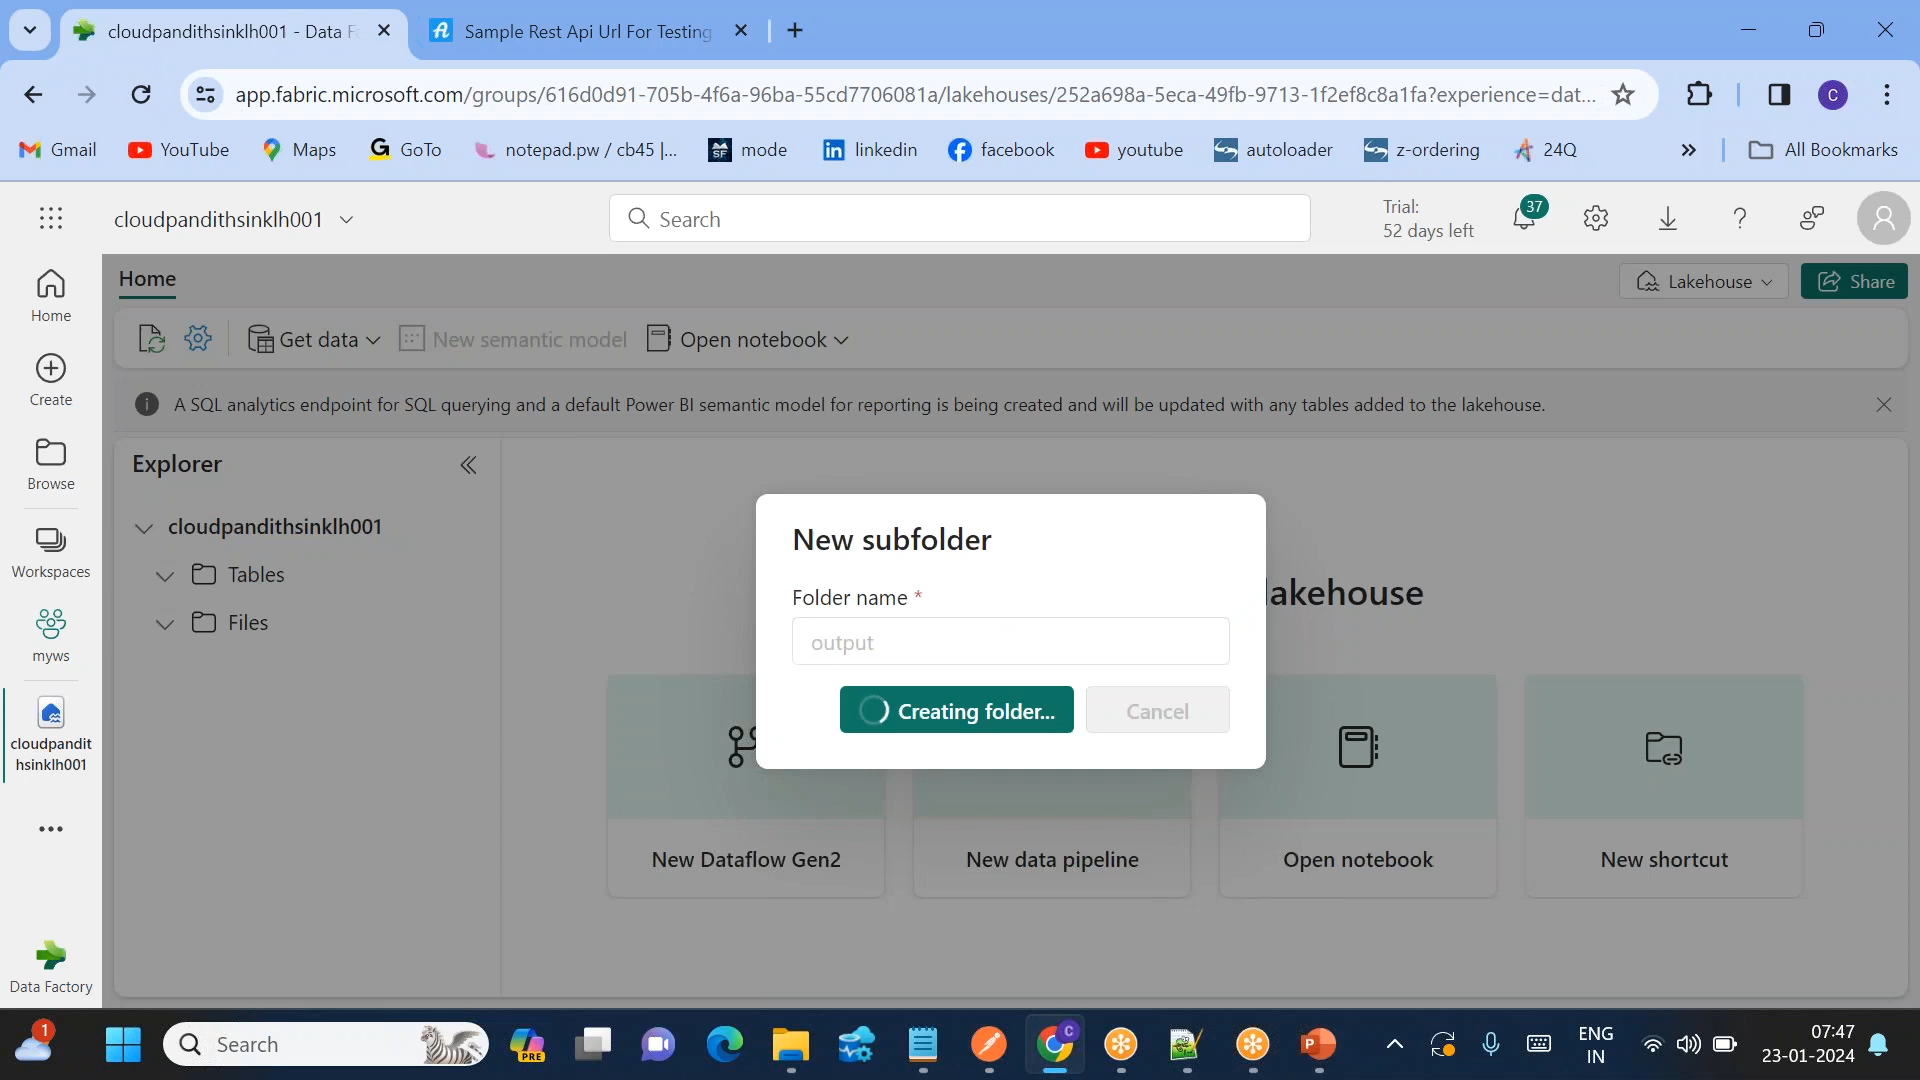 cloudpandithsinklh001 - Data F
Sample Rest Api Url For Testing
app.fabric.microsoft.com/groups/616d0d91-705b-4f6a-96ba-55cd7706081a/lakehouses/252a698a-5eca-49fb-9713-1f2ef8c8a1fa?experience=dat...
C
Gmail
YouTube
Maps
GoTo
notepad.pw / cb45 |...
mode
linkedin
facebook
youtube
autoloader
z-ordering
24Q
All Bookmarks
cloudpandithsinklh001
Search
Trial:
52 days left
37
Home
Lakehouse
Share
Get data
New semantic model
Open notebook
A SQL analytics endpoint for SQL querying and a default Power BI semantic model for reporting is being created and will be updated with any tables added to the lakehouse.
Home
Create
Browse
Workspaces
myws
cloudpandit
hsinklh001
Data Factory
Explorer
cloudpandithsinklh001
Tables
Files
lakehouse
New subfolder
Folder name *
output
Creating folder...
Cancel
New Dataflow Gen2
New data pipeline
Open notebook
New shortcut
1
Search
PRE
C
P
ENG
IN
07:47
23-01-2024